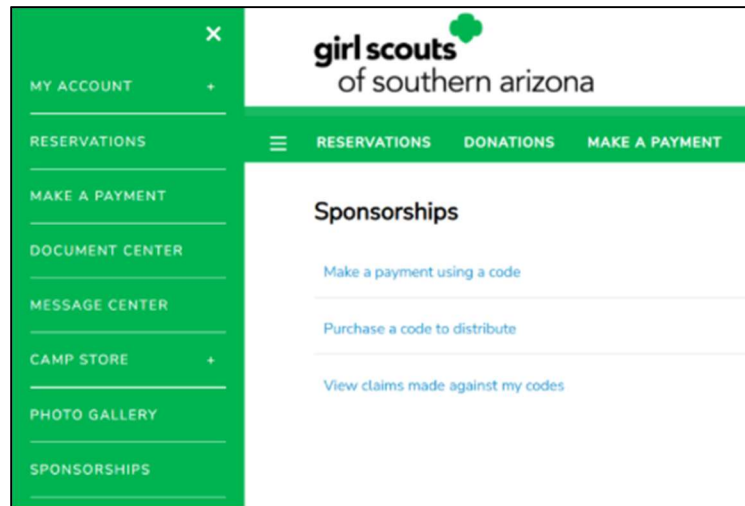 ×
MY ACCOUNT +
RESERVATIONS
MAKE A PAYMENT
DOCUMENT CENTER
MESSAGE CENTER
CAMP STORE +
PHOTO GALLERY
SPONSORSHIPS
girl scouts
of southern arizona
RESERVATIONS DONATIONS MAKE A PAYMENT
Sponsorships
Make a payment using a code
Purchase a code to distribute
View claims made against my codes